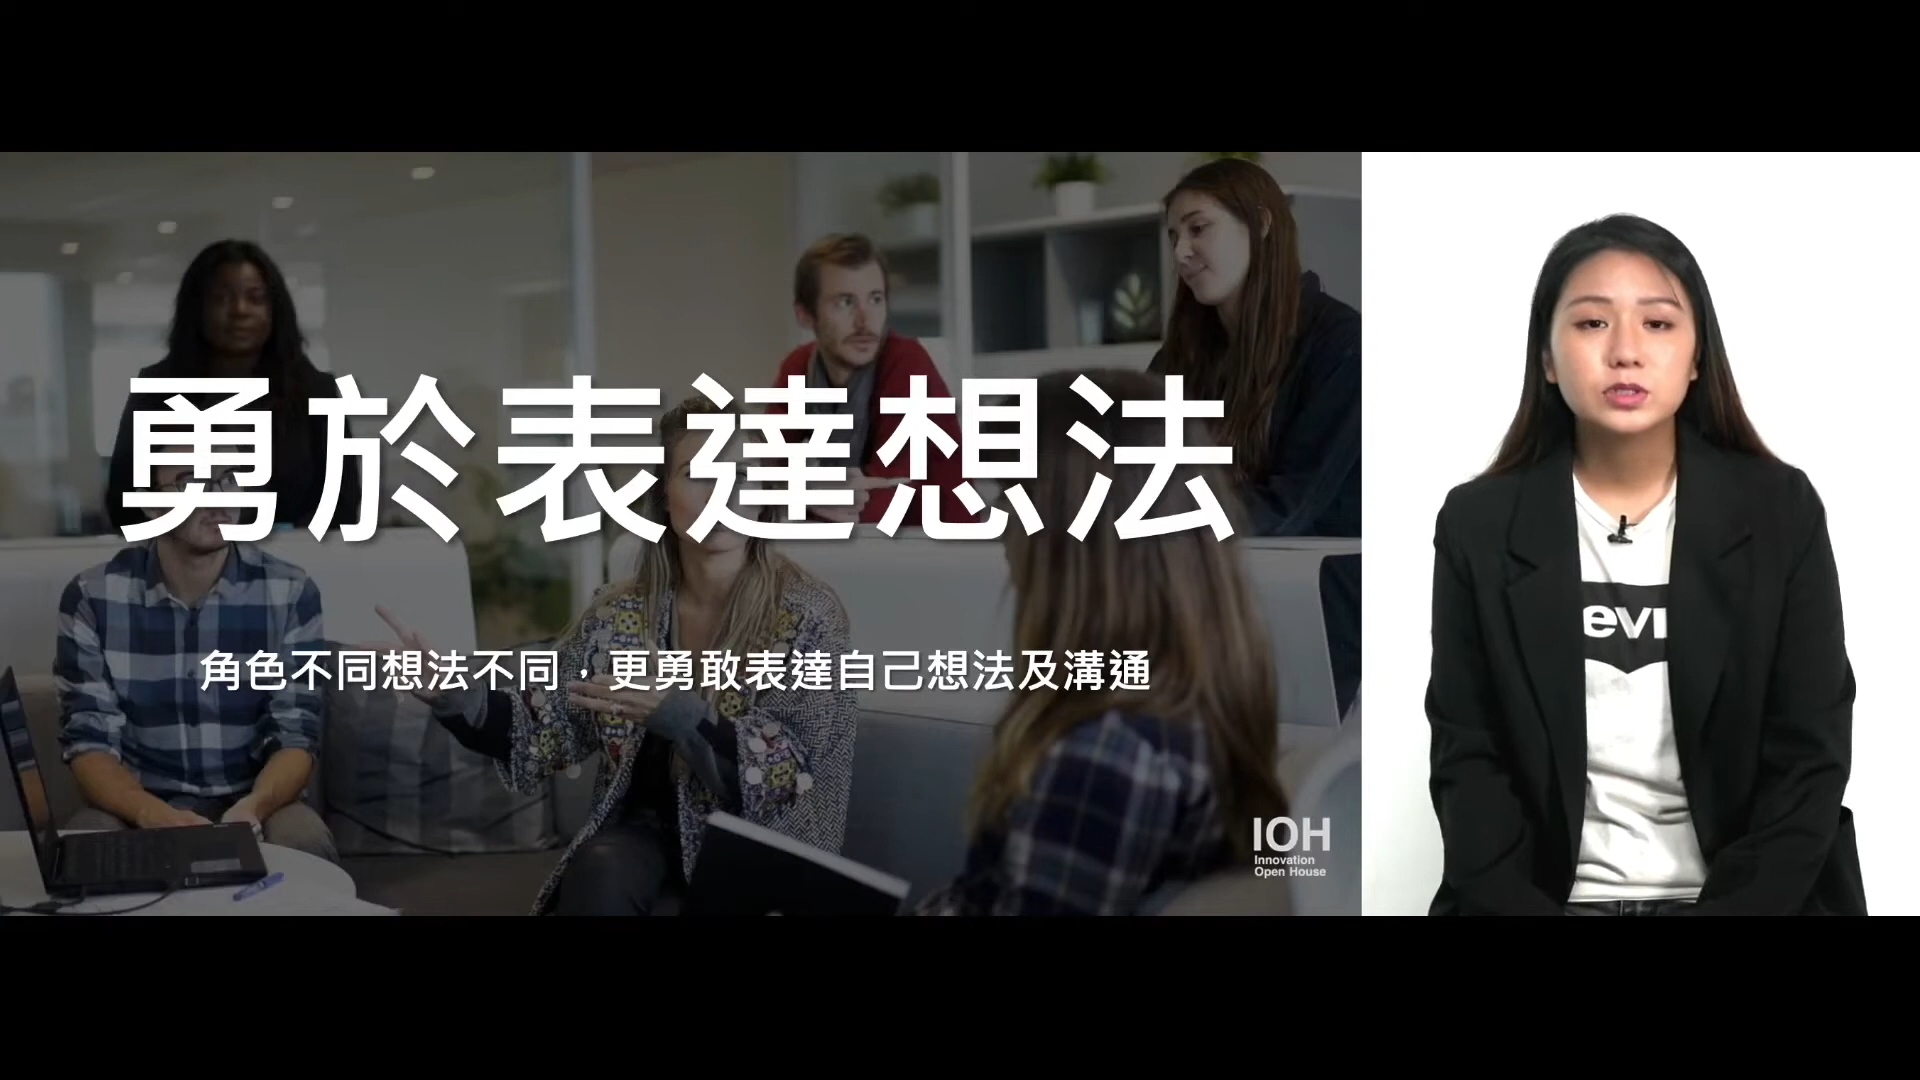 勇於表達想法
角色不同想法不同，更勇敢表達自己想法及溝通
IOH
Innovation
Open House
evi